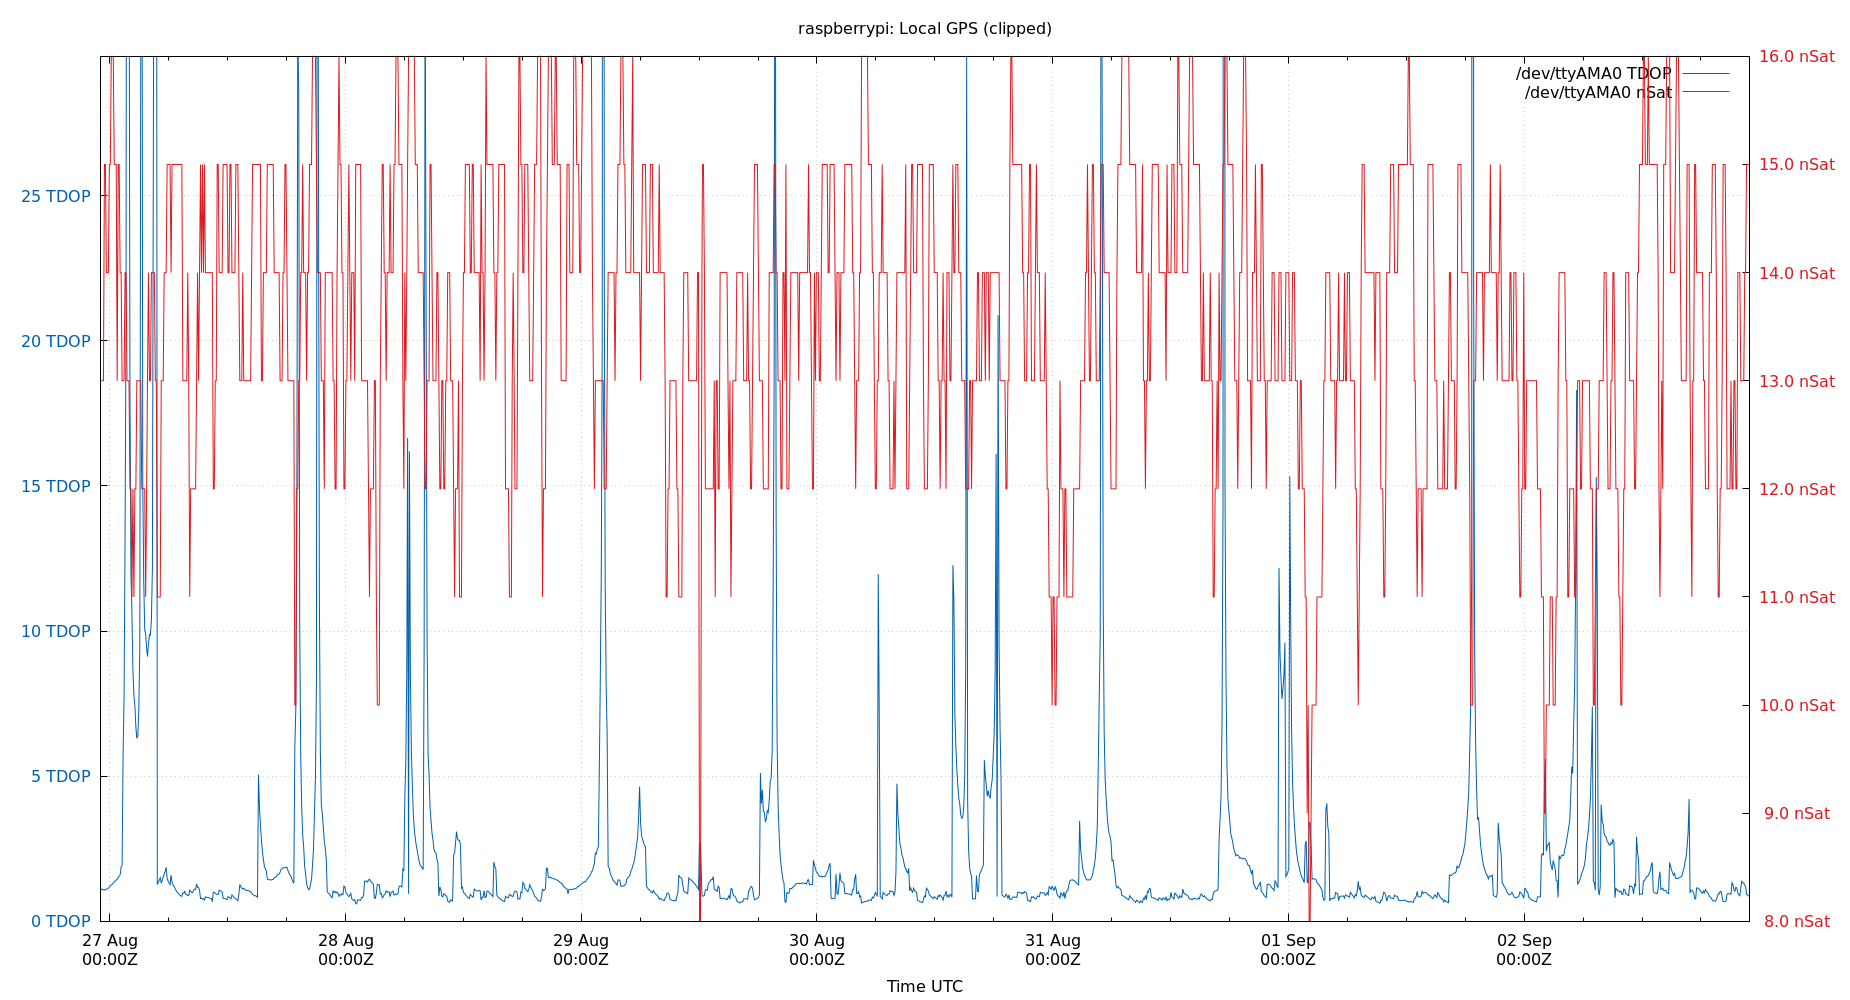 raspberrypi: Local GPS (clipped)
16.0 nSat
/dev/ttyAMA0 TDOP
/dev/ttyAMA0 nSat
15.0 nSat
25 TDOP
14.0 nSat
20 TDOP
13.0 nSat
15 TDOP
12.0 nSat
11.0 nSat
10 TDOP
10.0 nSat
5 TDOP
9.0 nSat
0 TDOP
8.0 nSat
27 Aug 28 Aug 29 Aug 30 Aug 31 Aug 01 Sep 02 Sep
00:00Z 00:00Z 00:00Z 00:00Z 00:00Z 00:00Z 00:00Z
Time UTC